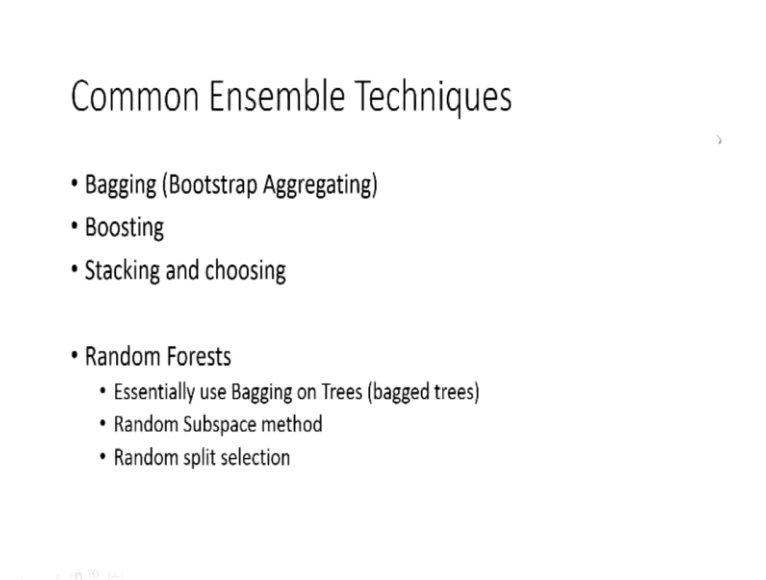 Common Ensemble Techniques
• Bagging (Bootstrap Aggregating)
• Boosting
• Stacking and choosing
• Random Forests
• Essentially use Bagging on Trees (bagged trees)
• Random Subspace method
• Random split selection